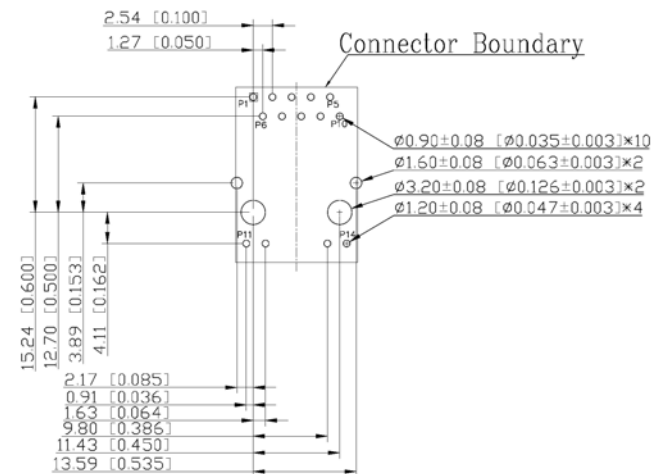 2.54 [0.100]
1.27 [0.050]
Connector Boundary
P1
P5
P6
P10
Ø0.90±0.08 [Ø0.035±0.003]×10
Ø1.60±0.08 [Ø0.063±0.003]×2
Ø3.20±0.08 [Ø0.126±0.003]×2
Ø1.20±0.08 [Ø0.047±0.003]×4
P11
P14
15.24 [0.600]
12.70 [0.500]
3.89 [0.153]
4.11 [0.162]
2.17 [0.085]
0.91 [0.036]
1.63 [0.064]
9.80 [0.386]
11.43 [0.450]
13.59 [0.535]